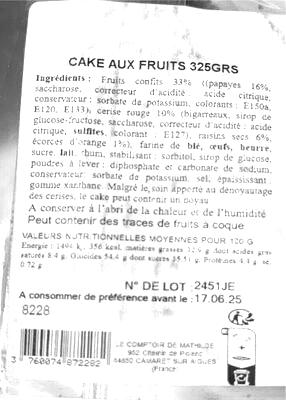 CAKE AUX FRUITS 325GRS
Ingrédients : Fruits confits 33% ((papayes 16%,
saccharose, correcteur d'acidité acide citrique,
conservateur : sorbate de potassium, colorants : E150a,
E120, E133), cerise rouge 10% (bigarreaux, sirop de
glucose-fructose, saccharose, correcteur d'acidité : acide
citrique, sulfites, colorant : E127), raisins secs 6%,
écorces d'orange 1%), farine de blé, œufs, beurre,
sucre, lait, rhum, stabilisant : sorbitol, sirop de glucose,
poudres à lever : diphosphate et carbonate de sodium,
conservateur: sorbate de potassium, sel, épaississant :
gomme xanthane. Malgré le soin apporté au dénoyautage
des cerises, le cake peut contenir un noyau
A conserver à l'abri de la chaleur et de l'humidité
Peut contenir des traces de fruits à coque
VALEURS NUTRITIONNELLES MOYENNES POUR 100 G
Energie : 1494 k, 356 kcal, matières grasses 12.9 g dont acides gras
saturés 8.4 g, Glucides 54.4 g dont sucres 35.51 g, Protéines 4.1 g
0.72 g
N° DE LOT : 2451JE
A consommer de préférence avant le : 17.06.25
8228
LE COMPTOIR DE MATHILDE
84850 CAMARET SUR AIGUES
(France)
3 760074 872282